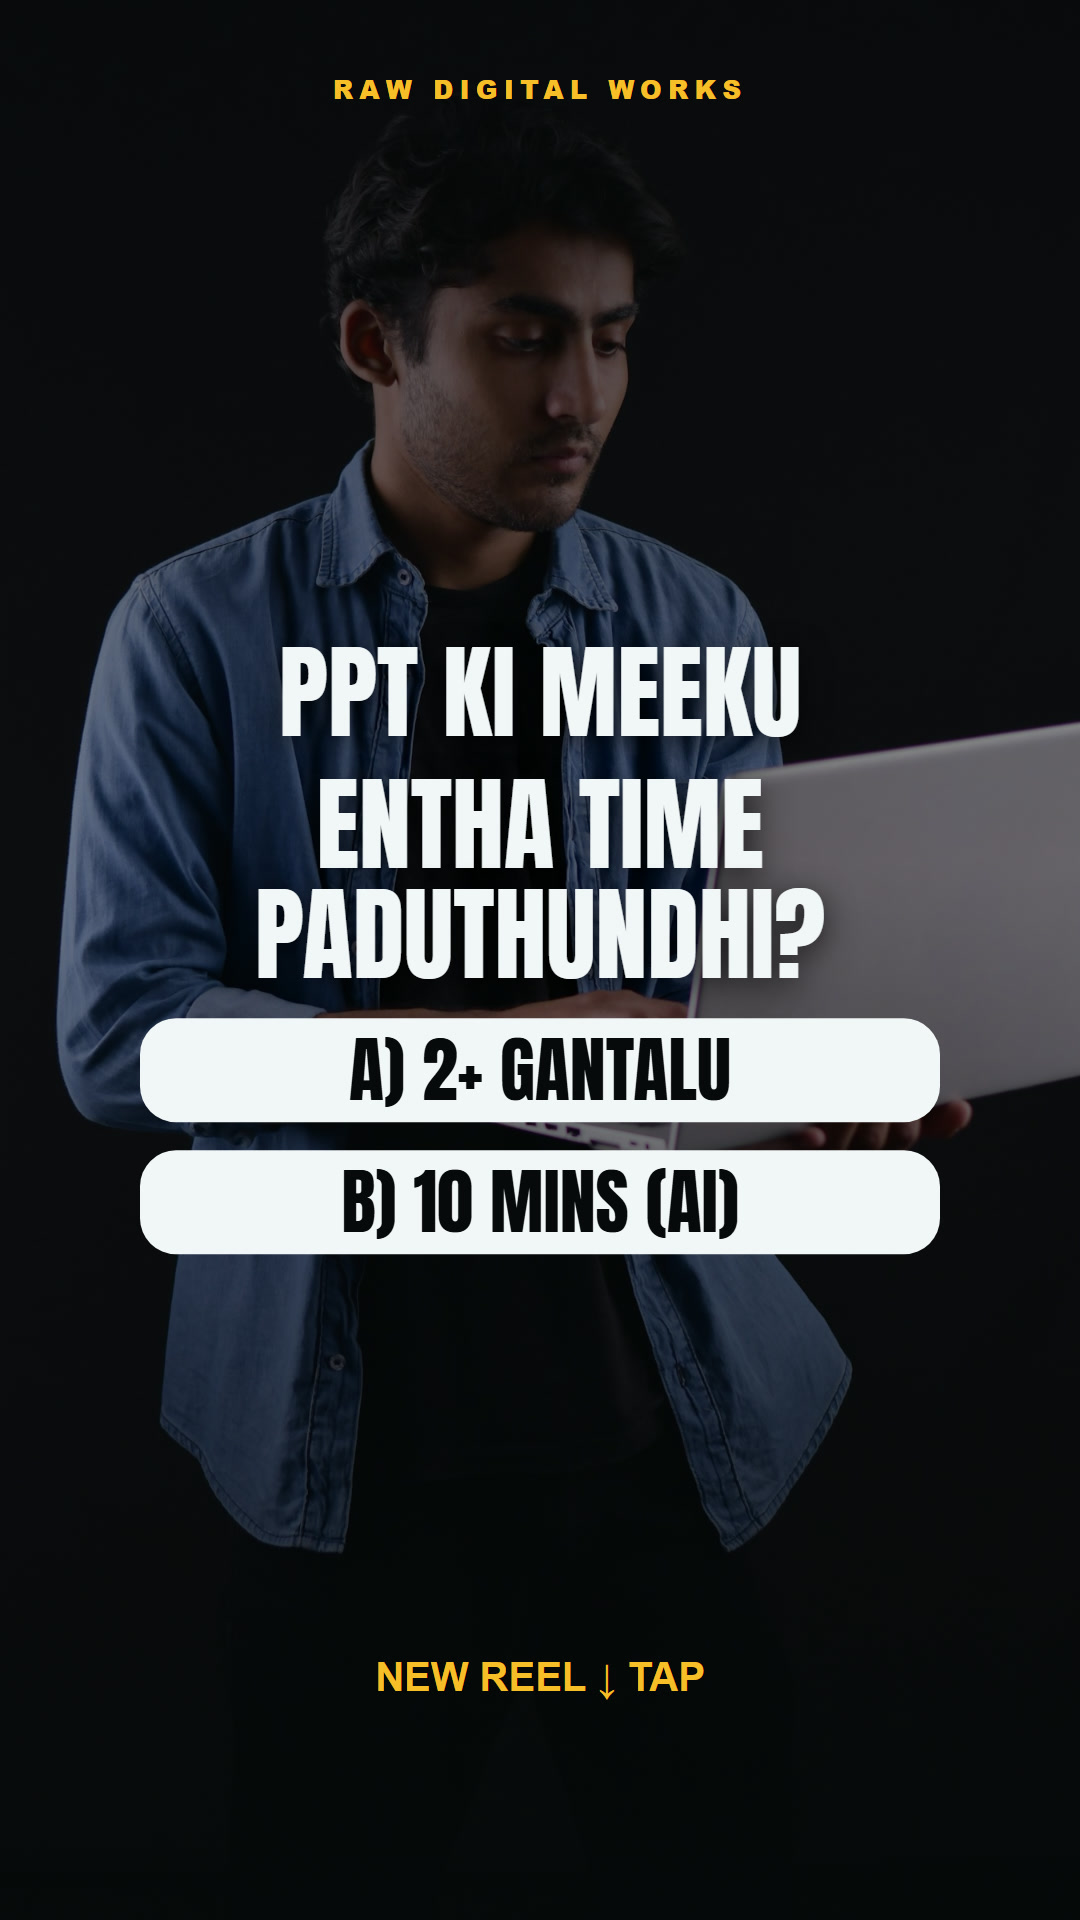 RAW DIGITAL WORKS
PPT KI MEEKU
ENTHA TIME
PADUTHUNDHI?
A) 2+ GANTALU
B) 10 MINS (AI)
NEW REEL ↓ TAP